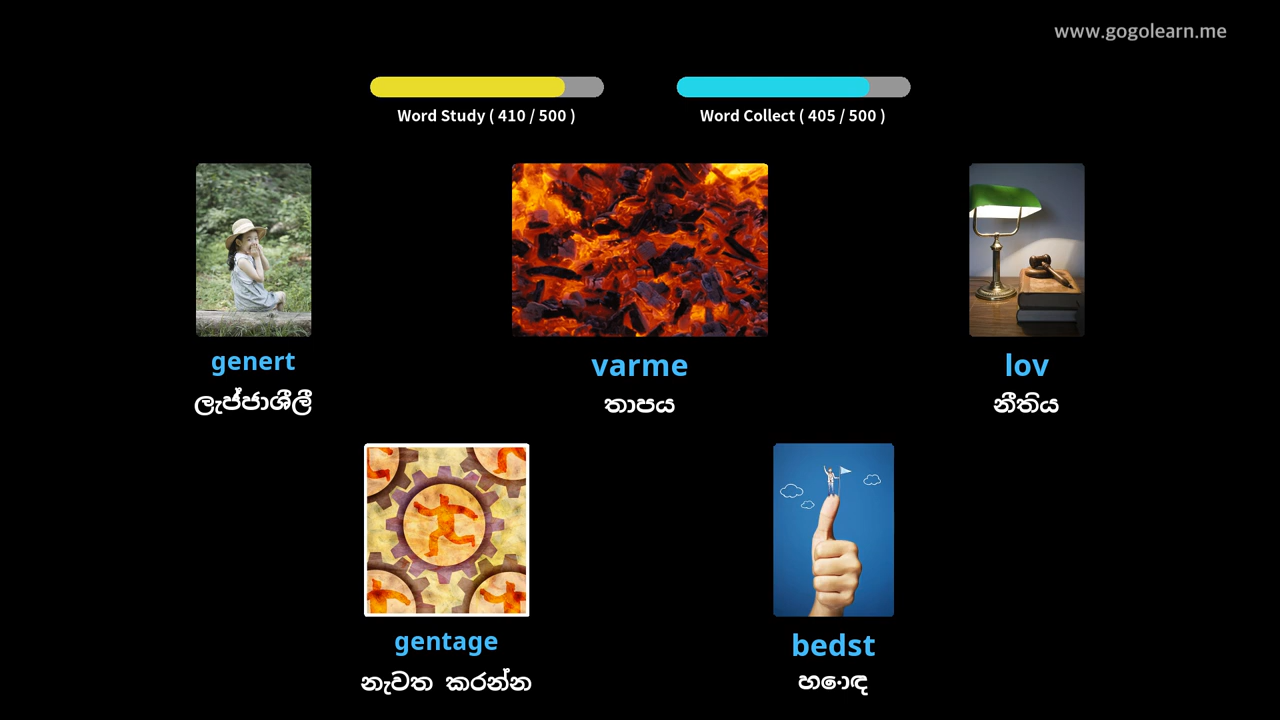 www.gogolearn.me
Word Study ( 410 / 500 )
Word Collect ( 405 / 500 )
genert
ලැජ්ජාශීලී
varme
තාපය
lov
නීතිය
gentage
නැවත කරන්න
bedst
හොඳ